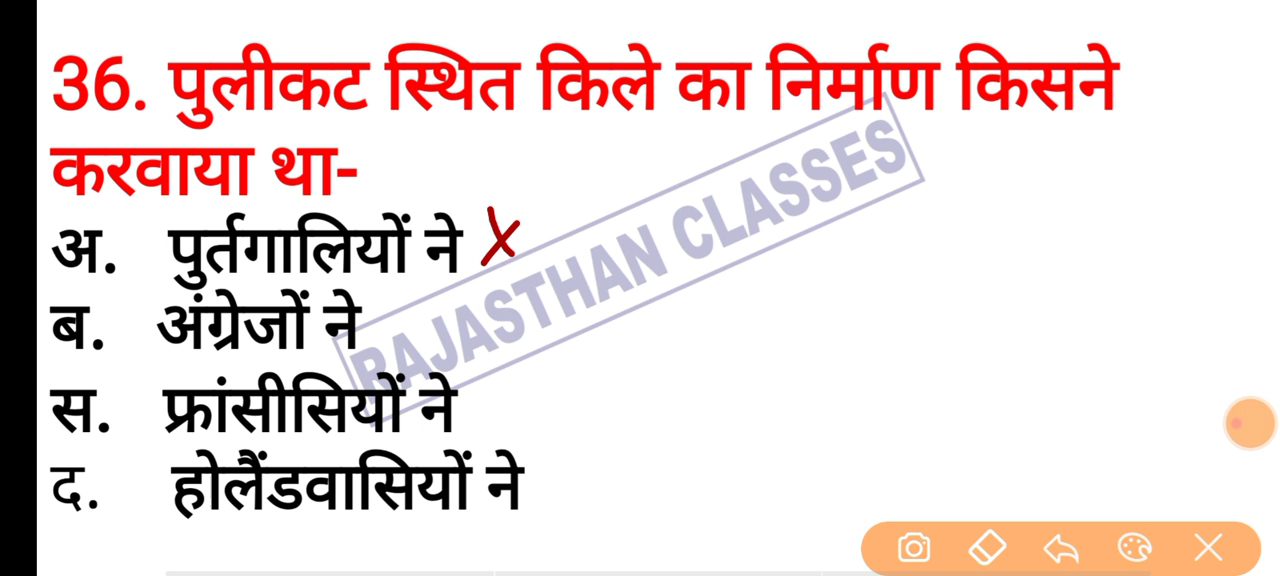 36. पुलीकट स्थित किले का निर्माण किसने
करवाया था-
अ. पुर्तगालियों ने X
ब. अंग्रेजों ने
स. फ्रांसीसियों ने
द. होलैंडवासियों ने
RAJASTHAN CLASSES